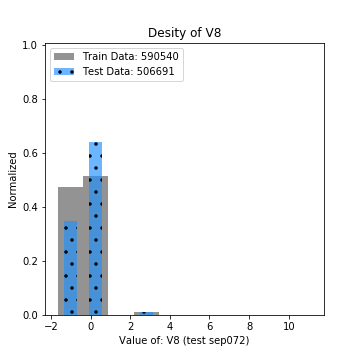 Desity of V8
Train Data: 590540
Test Data: 506691
1.0
0.8
0.6
0.4
0.2
0.0
Normalized
−2 0 2 4 6 8 10
Value of: V8 (test sep072)